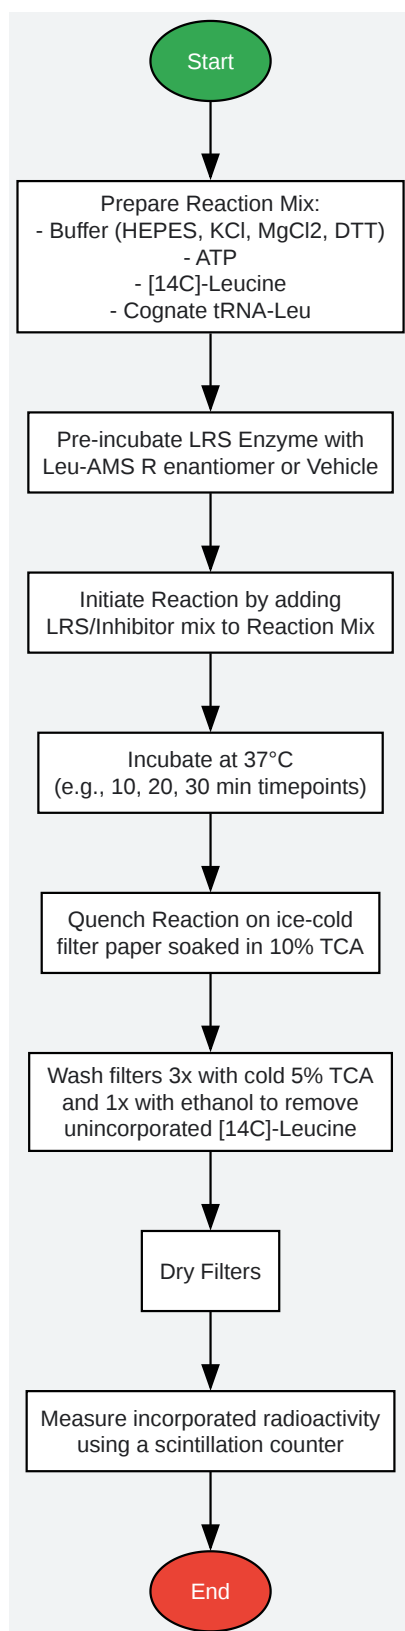 Start
Prepare Reaction Mix:
- Buffer (HEPES, KCl, MgCl2, DTT)
- ATP
- [14C]-Leucine
- Cognate tRNA-Leu
Pre-incubate LRS Enzyme with
Leu-AMS R enantiomer or Vehicle
Initiate Reaction by adding
LRS/Inhibitor mix to Reaction Mix
Incubate at 37°C
(e.g., 10, 20, 30 min timepoints)
Quench Reaction on ice-cold
filter paper soaked in 10% TCA
Wash filters 3x with cold 5% TCA
and 1x with ethanol to remove
unincorporated [14C]-Leucine
Dry Filters
Measure incorporated radioactivity
using a scintillation counter
End